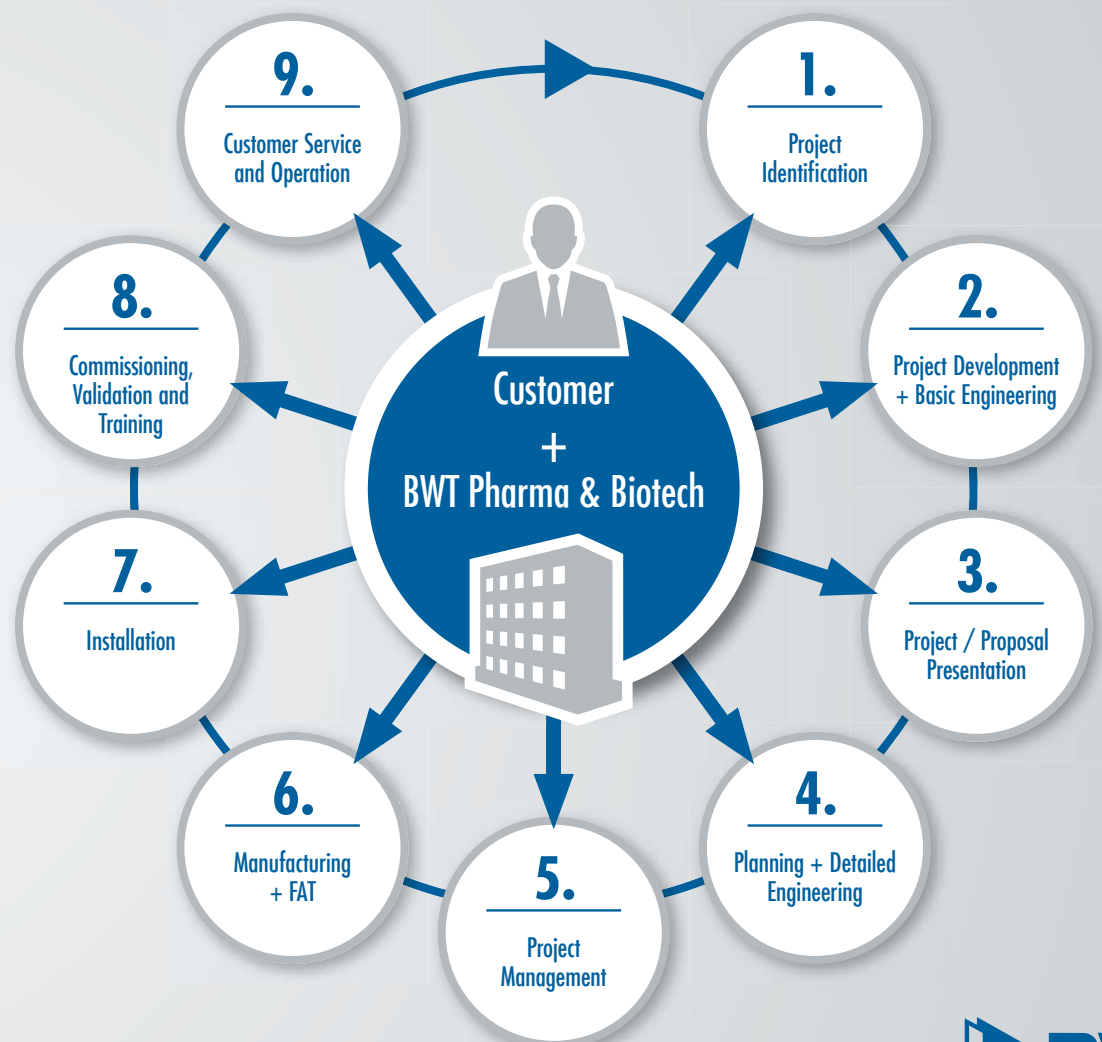 9.
Customer Service
and Operation
1.
Project
Identification
8.
Commissioning,
Validation and
Training
2.
Project Development
+ Basic Engineering
Customer
+
BWT Pharma & Biotech
7.
Installation
3.
Project / Proposal
Presentation
6.
Manufacturing
+ FAT
4.
Planning + Detailed
Engineering
5.
Project
Management